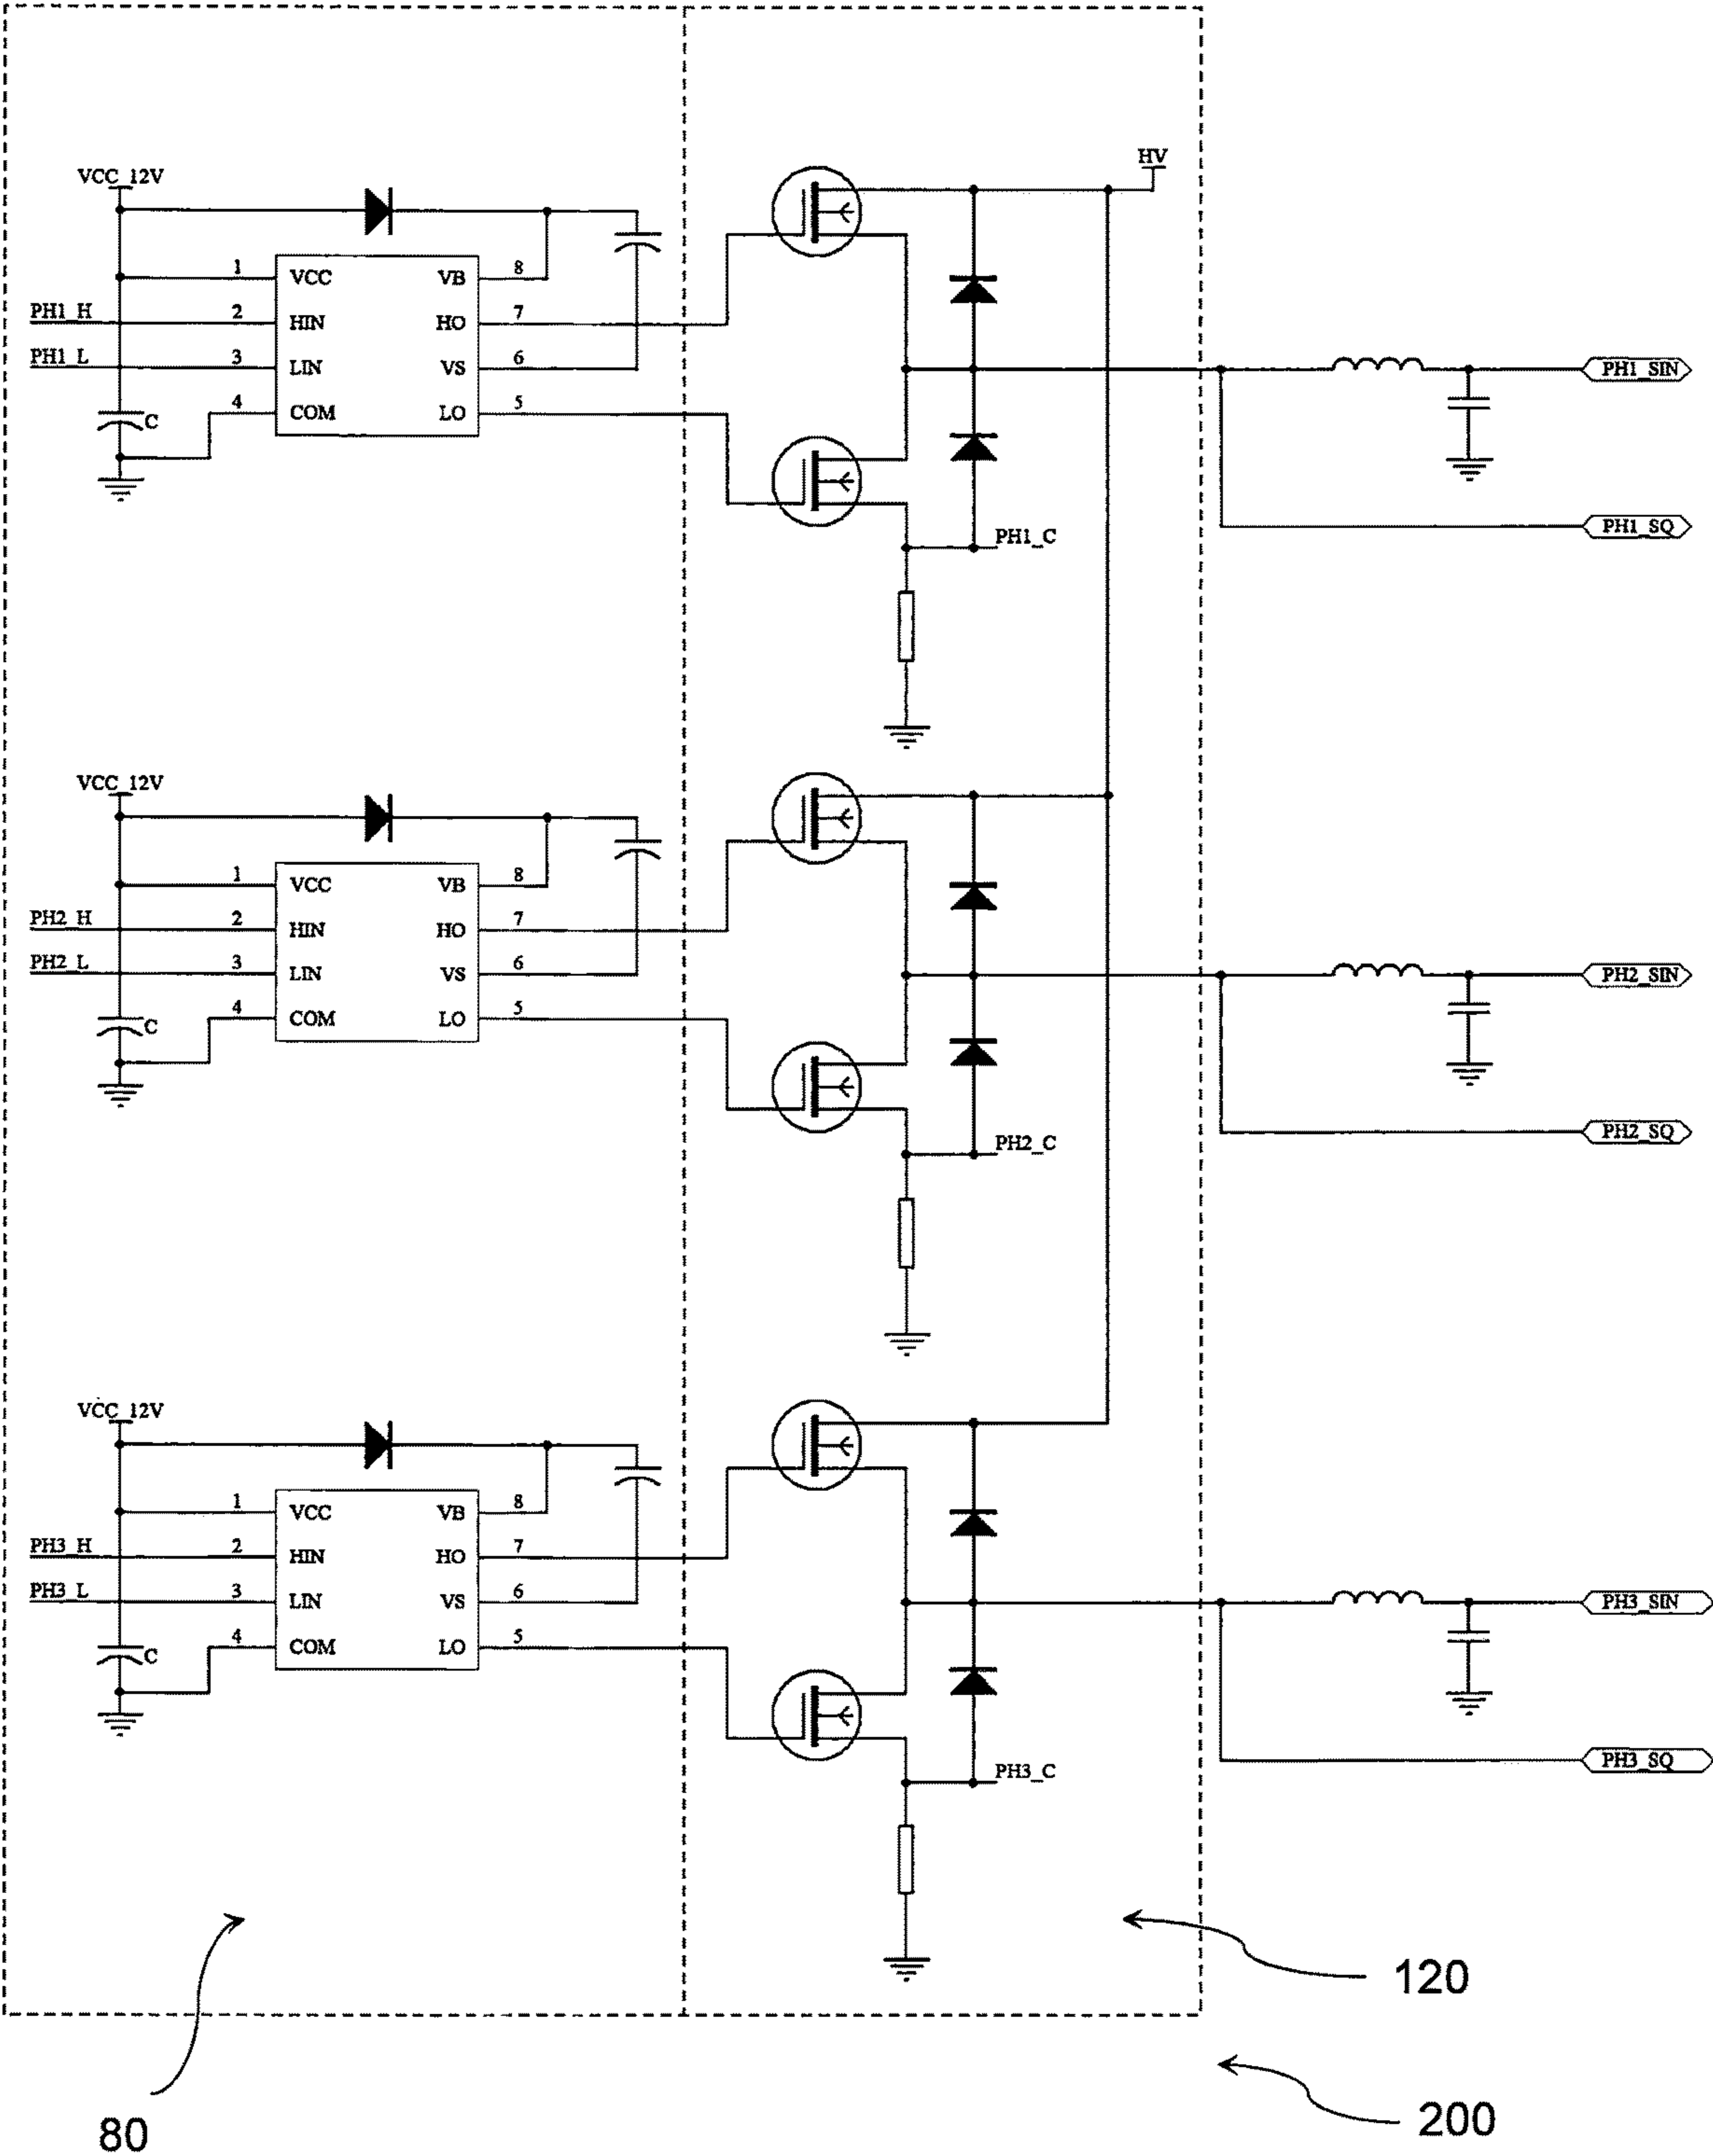 HV
VCC_12V
1 VCC VB 8
PH1_H 2 HIN HO 7
PH1_L 3 LIN VS 6
PH1_SIN
4 COM LO 5
C
PH1_SQ
PH1_C
VCC_12V
1 VCC VB 8
PH2_H 2 HIN HO 7
PH2_L 3 LIN VS 6
PH2_SIN
4 COM LO 5
C
PH2_SQ
PH2_C
VCC_12V
1 VCC VB 8
PH3_H 2 HIN HO 7
PH3_L 3 LIN VS 6
PH3_SIN
4 COM LO 5
C
PH3_SQ
PH3_C
120
200
80